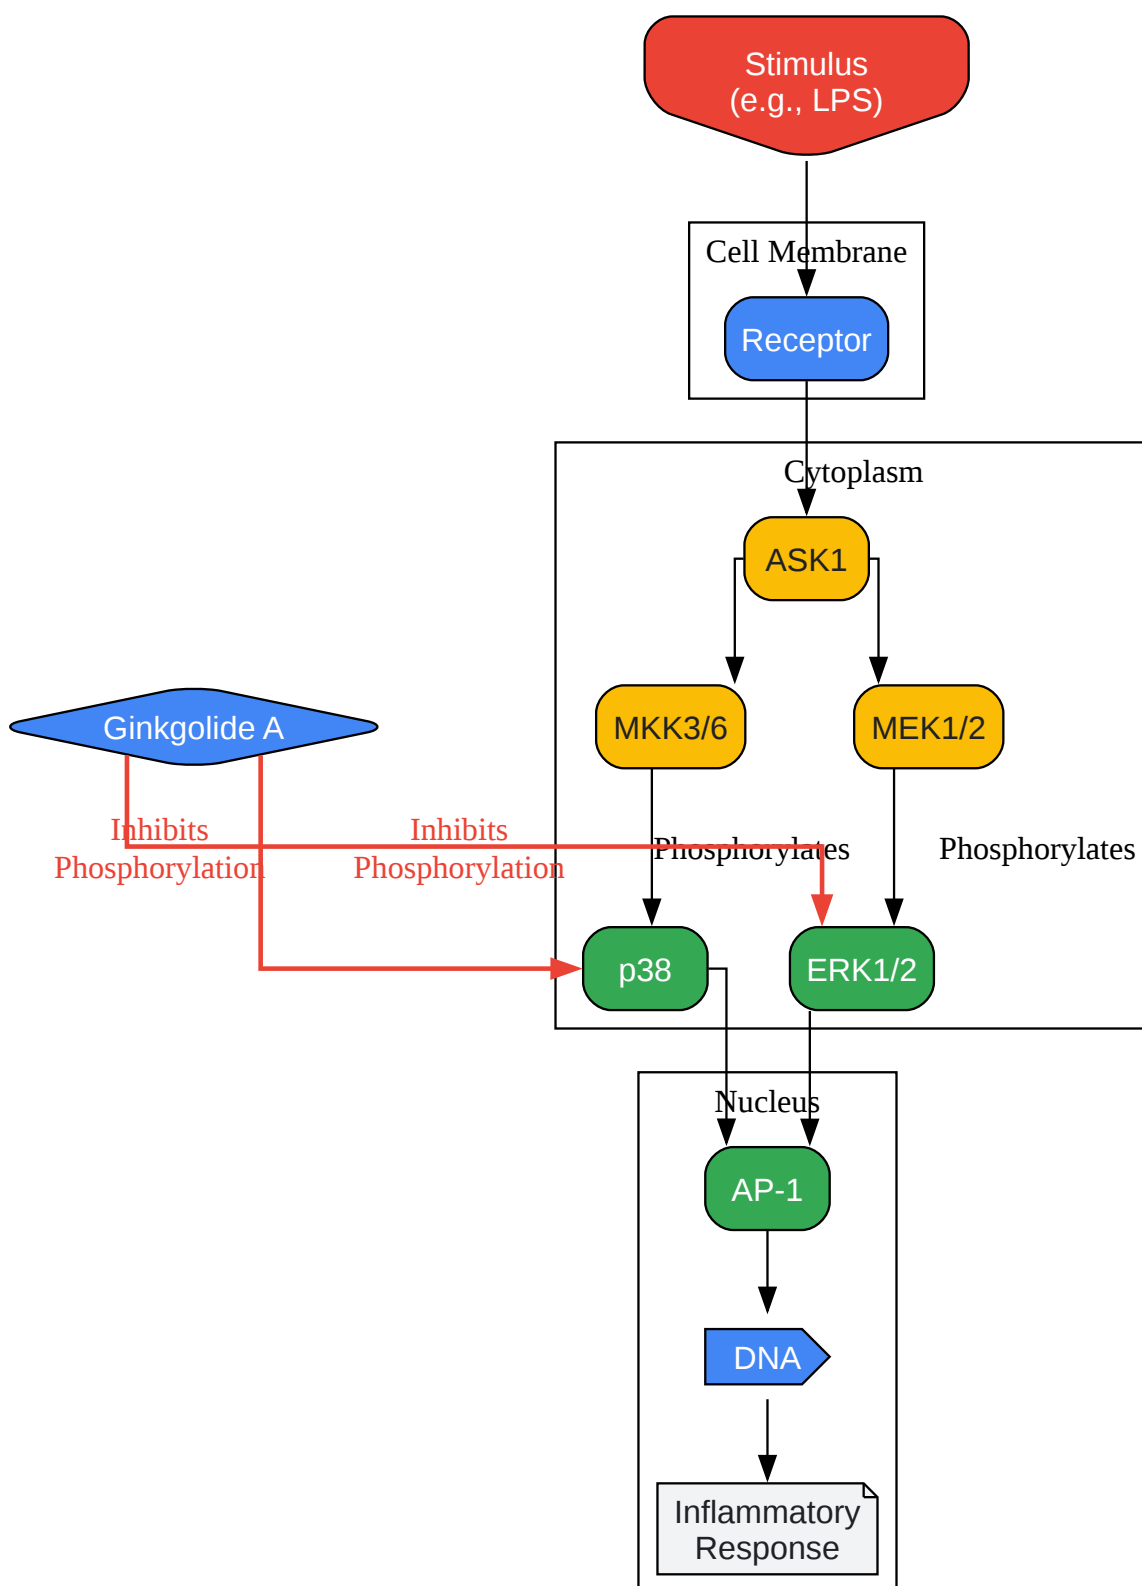 Stimulus
(e.g., LPS)
Cell Membrane
Receptor
Cytoplasm
ASK1
Ginkgolide A
MKK3/6
MEK1/2
Inhibits
Phosphorylation
Inhibits
Phosphorylation
Phosphorylates
Phosphorylates
p38
ERK1/2
Nucleus
AP-1
DNA
Inflammatory
Response